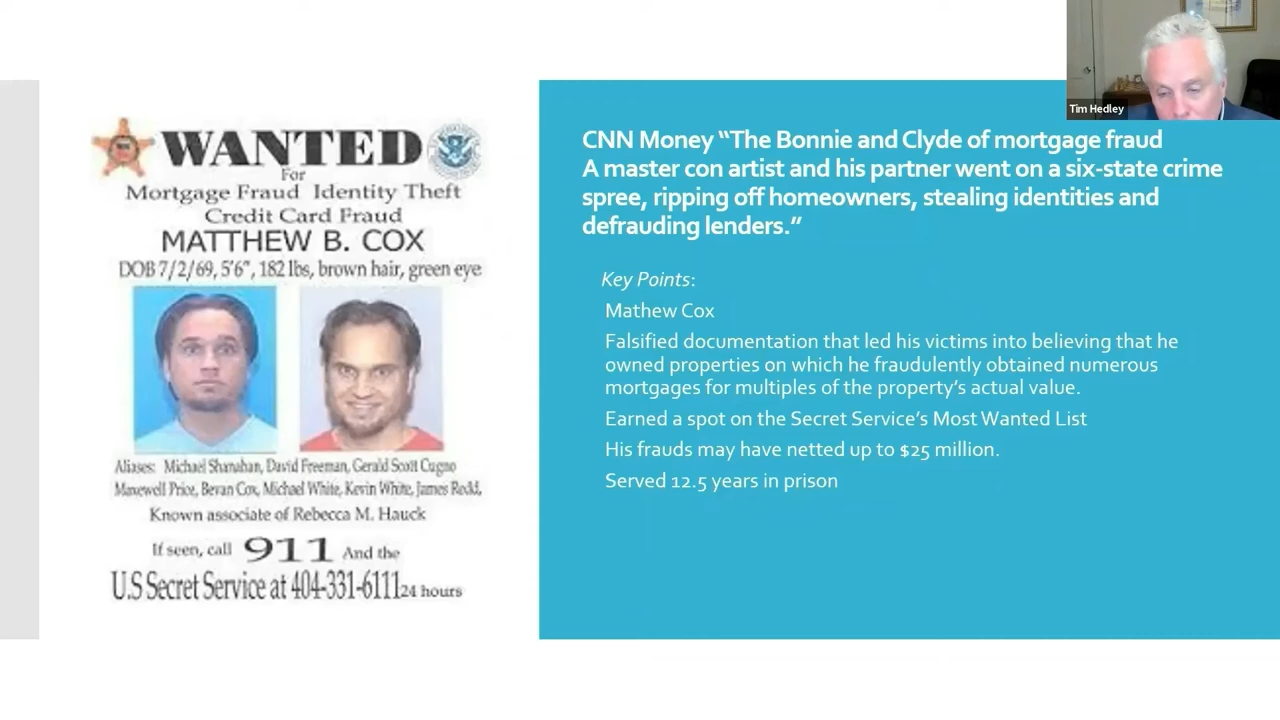 WANTED
For
Mortgage Fraud Identity Theft
Credit Card Fraud
MATTHEW B. COX
DOB 7/2/69, 5'6", 182 lbs, brown hair, green eye
Aliases: Michael Shanahan, David Freeman, Gerald Scott Cugno
Maxewell Price, Bevan Cox, Michael White, Kevin White, James Redd,
Known associate of Rebecca M. Hauck
If seen, call 911 And the
U.S Secret Service at 404-331-6111 24 hours
Tim Hedley
CNN Money “The Bonnie and Clyde of mortgage fraud
A master con artist and his partner went on a six-state crime
spree, ripping off homeowners, stealing identities and
defrauding lenders.”
Key Points:
Mathew Cox
Falsified documentation that led his victims into believing that he
owned properties on which he fraudulently obtained numerous
mortgages for multiples of the property’s actual value.
Earned a spot on the Secret Service’s Most Wanted List
His frauds may have netted up to $25 million.
Served 12.5 years in prison